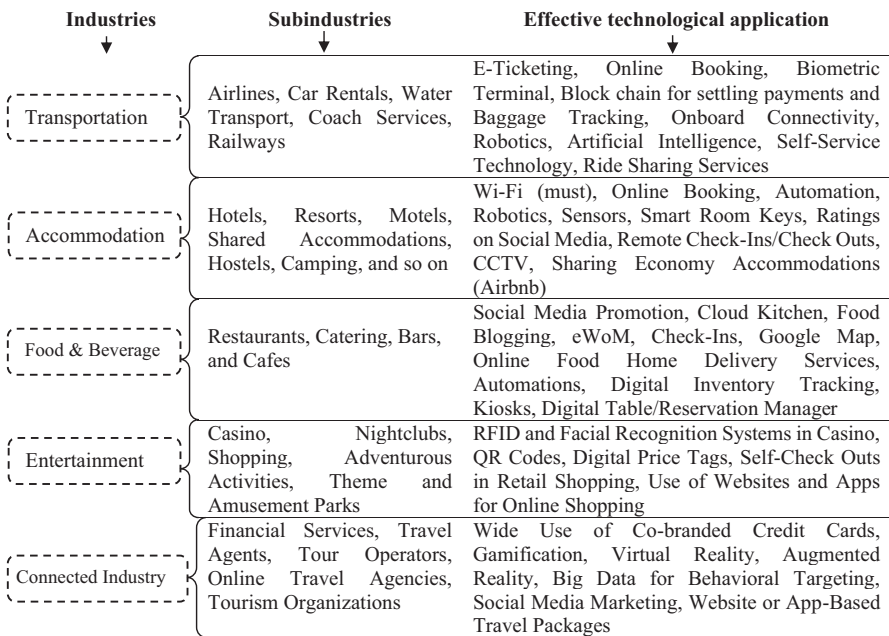 Industries Subindustries Effective technological application
Transportation
Airlines, Car Rentals, Water
Transport, Coach Services,
Railways
E-Ticketing, Online Booking, Biometric
Terminal, Block chain for settling payments and
Baggage Tracking, Onboard Connectivity,
Robotics, Artificial Intelligence, Self-Service
Technology, Ride Sharing Services
Accommodation
Hotels, Resorts, Motels,
Shared Accommodations,
Hostels, Camping, and so on
Wi-Fi (must), Online Booking, Automation,
Robotics, Sensors, Smart Room Keys, Ratings
on Social Media, Remote Check-Ins/Check Outs,
CCTV, Sharing Economy Accommodations
(Airbnb)
Food & Beverage
Restaurants, Catering, Bars,
and Cafes
Social Media Promotion, Cloud Kitchen, Food
Blogging, eWoM, Check-Ins, Google Map,
Online Food Home Delivery Services,
Automations, Digital Inventory Tracking,
Kiosks, Digital Table/Reservation Manager
Entertainment
Casino, Nightclubs,
Shopping, Adventurous
Activities, Theme and
Amusement Parks
RFID and Facial Recognition Systems in Casino,
QR Codes, Digital Price Tags, Self-Check Outs
in Retail Shopping, Use of Websites and Apps
for Online Shopping
Connected Industry
Financial Services, Travel
Agents, Tour Operators,
Online Travel Agencies,
Tourism Organizations
Wide Use of Co-branded Credit Cards,
Gamification, Virtual Reality, Augmented
Reality, Big Data for Behavioral Targeting,
Social Media Marketing, Website or App-Based
Travel Packages